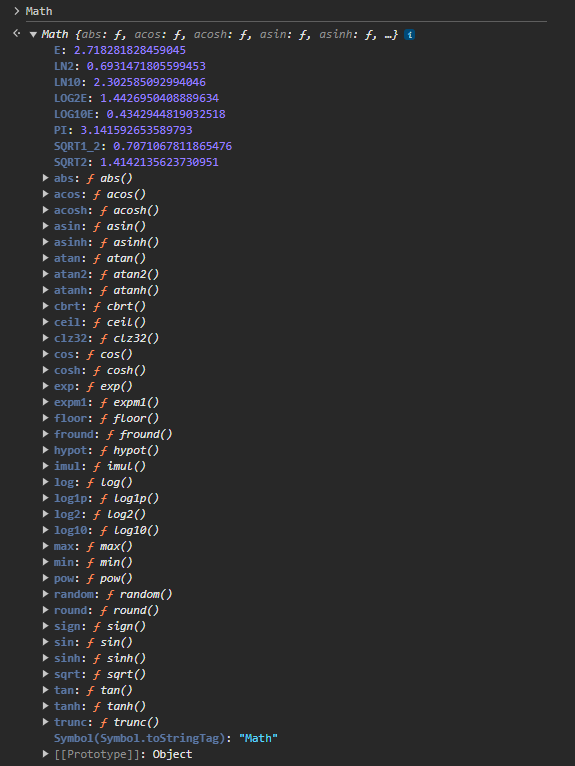 > Math
Math {abs: ƒ, acos: ƒ, acosh: ƒ, asin: ƒ, asinh: ƒ, …} i
E: 2.718281828459045
LN2: 0.6931471805599453
LN10: 2.302585092994046
LOG2E: 1.4426950408889634
LOG10E: 0.4342944819032518
PI: 3.141592653589793
SQRT1_2: 0.7071067811865476
SQRT2: 1.4142135623730951
abs: ƒ abs()
acos: ƒ acos()
acosh: ƒ acosh()
asin: ƒ asin()
asinh: ƒ asinh()
atan: ƒ atan()
atan2: ƒ atan2()
atanh: ƒ atanh()
cbrt: ƒ cbrt()
ceil: ƒ ceil()
clz32: ƒ clz32()
cos: ƒ cos()
cosh: ƒ cosh()
exp: ƒ exp()
expm1: ƒ expm1()
floor: ƒ floor()
fround: ƒ fround()
hypot: ƒ hypot()
imul: ƒ imul()
log: ƒ log()
log1p: ƒ log1p()
log2: ƒ log2()
log10: ƒ log10()
max: ƒ max()
min: ƒ min()
pow: ƒ pow()
random: ƒ random()
round: ƒ round()
sign: ƒ sign()
sin: ƒ sin()
sinh: ƒ sinh()
sqrt: ƒ sqrt()
tan: ƒ tan()
tanh: ƒ tanh()
trunc: ƒ trunc()
Symbol(Symbol.toStringTag): "Math"
[[Prototype]]: Object